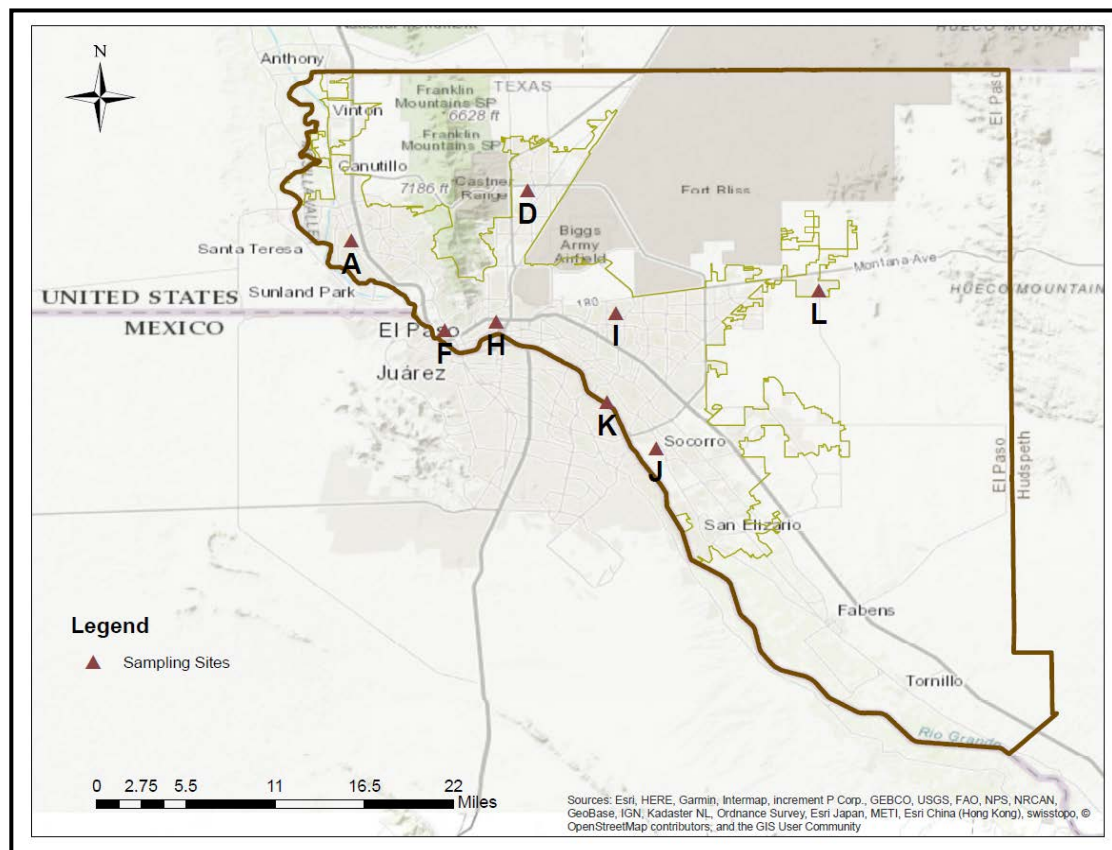 HUECO MOUNTAINS
Anthony
N
TEXAS
Franklin
Mountains SP
6628 ft
Vinton
El Paso
Franklin
Mountains SP
Canutillo
7186 ft
Castner
Range
Fort Bliss
D
Biggs
Army
Airfield
Santa Teresa
A
Montana Ave
Sunland Park
UNITED STATES
MEXICO
180
HUECO MOUNTAIN
L
El Paso
F
H
I
Juárez
K
Socorro
J
El Paso
Hudspeth
San Elizario
Legend
Sampling Sites
Fabens
Tornillo
Rio Grande
0 2.75 5.5 11 16.5 22
Miles
Sources: Esri, HERE, Garmin, Intermap, increment P Corp., GEBCO, USGS, FAO, NPS, NRCAN,
GeoBase, IGN, Kadaster NL, Ordnance Survey, Esri Japan, METI, Esri China (Hong Kong), swisstopo, ©
OpenStreetMap contributors, and the GIS User Community